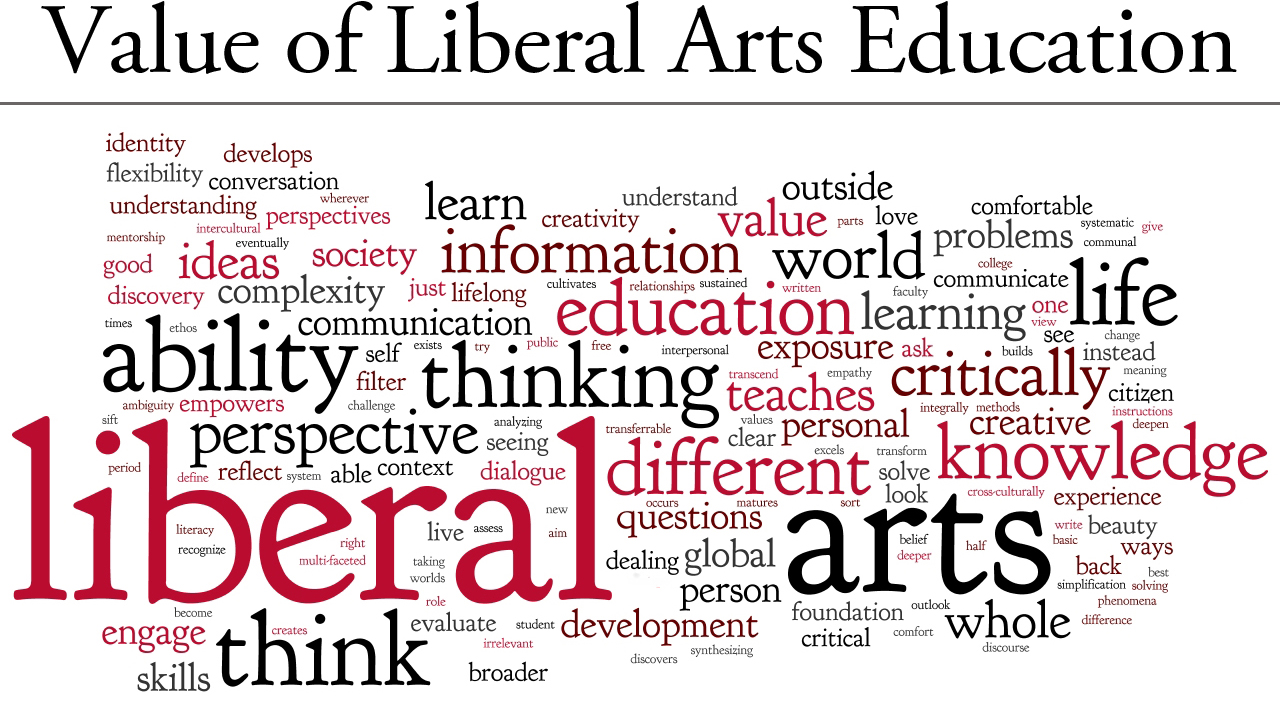 Value of Liberal Arts Education
identity
develops
flexibility
conversation
wherever
understanding
perspectives
intercultural
mentorship
eventually
good
ideas
society
discovery
complexity
just
lifelong
learn
creativity
understand
outside
value
parts
love
comfortable
systematic
give
information
world
problems
communal
college
cultivates
relationships
sustained
written
faculty
communicate
life
times
ethos
communication
education
learning
one
view
see
change
ability
self
exists
try
public
free
interpersonal
exposure
ask
builds
instead
meaning
filter
thinking
transcend
empathy
teaches
critically
citizen
ambiguity
empowers
challenge
integrally
methods
instructions
deepen
sift
perspective
analyzing
seeing
transferrable
values
clear
personal
creative
knowledge
period
define
reflect
system
able
context
dialogue
different
excels
transform
solve
look
cross-culturally
experience
liberal
literacy
recognize
right
multi-faceted
live
assess
new
aim
occurs
matures
sort
questions
arts
belief
deeper
half
write
basic
beauty
ways
taking
worlds
dealing
global
back
best
simplification
solving
role
person
phenomena
become
engage
creates
think
evaluate
student
irrelevant
development
foundation
outlook
critical
comfort
whole
difference
discourse
skills
broader
discovers
synthesizing